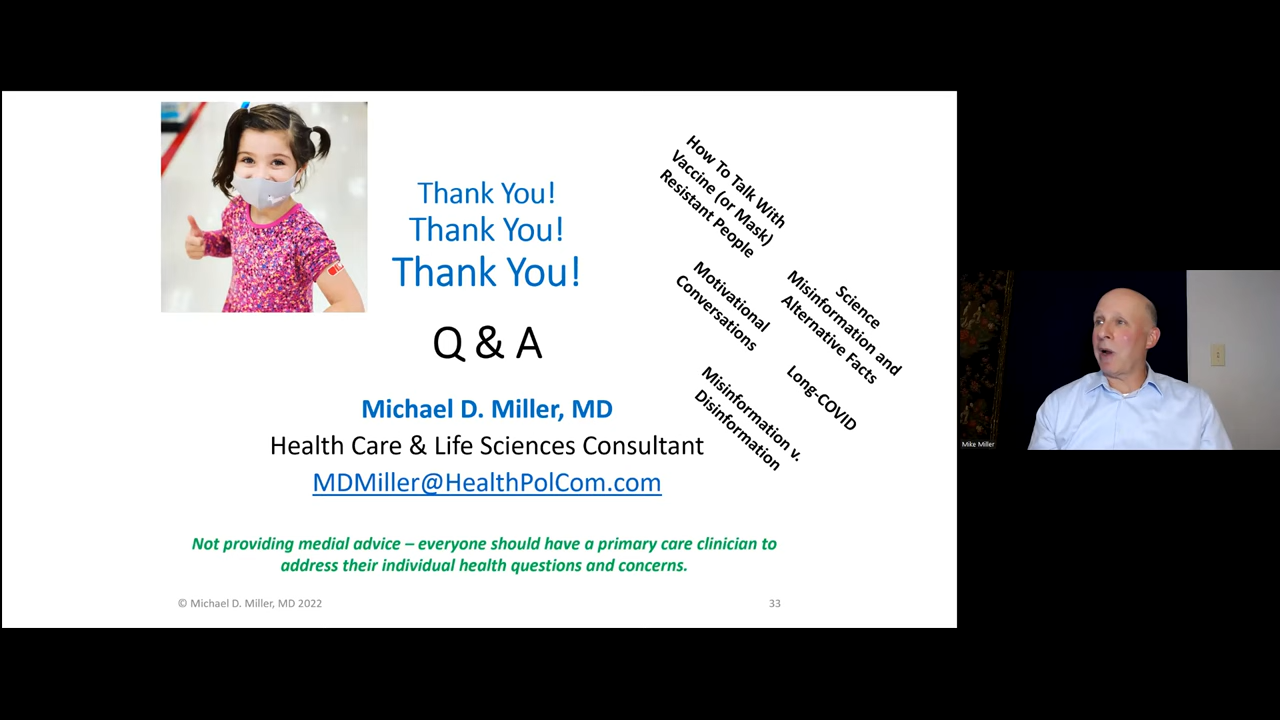 Thank You!
Thank You!
Thank You!
Q & A
Michael D. Miller, MD
Health Care & Life Sciences Consultant
MDMiller@HealthPolCom.com
How To Talk With
Vaccine (or Mask)
Resistant People
Motivational
Conversations
Science
Misinformation and
Alternative Facts
Long-COVID
Misinformation v.
Disinformation
Not providing medial advice – everyone should have a primary care clinician to
address their individual health questions and concerns.
© Michael D. Miller, MD 2022
33
Mike Miller